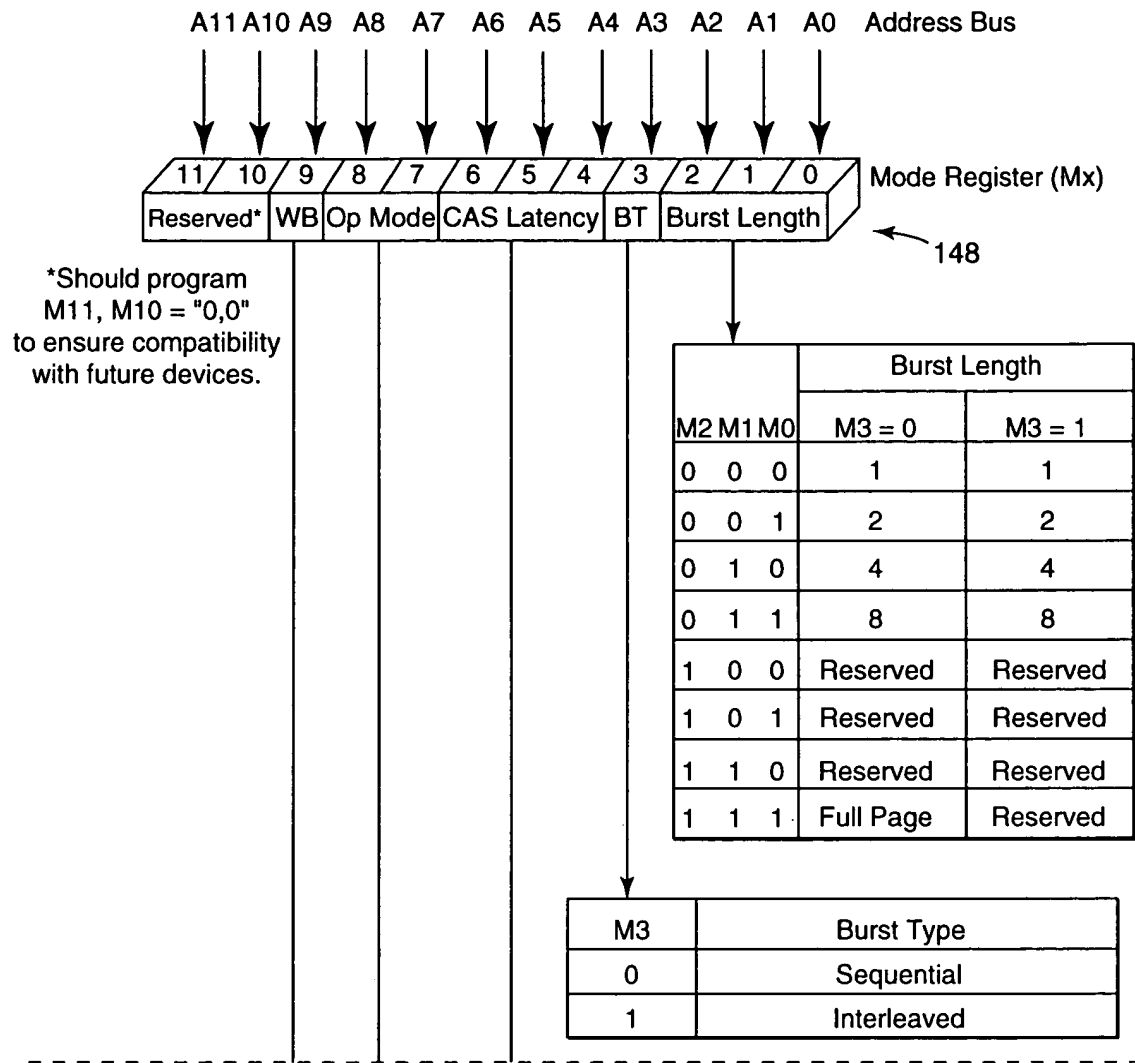 A11 A10 A9 A8 A7 A6 A5 A4 A3 A2 A1 A0 Address Bus
11 10 9 8 7 6 5 4 3 2 1 0 Mode Register (Mx)
Reserved* WB Op Mode CAS Latency BT Burst Length
148
*Should program
M11, M10 = "0,0"
to ensure compatibility
with future devices.
Burst Length
M2 M1 M0 M3 = 0 M3 = 1
0 0 0 1 1
0 0 1 2 2
0 1 0 4 4
0 1 1 8 8
1 0 0 Reserved Reserved
1 0 1 Reserved Reserved
1 1 0 Reserved Reserved
1 1 1 Full Page Reserved
M3 Burst Type
0 Sequential
1 Interleaved